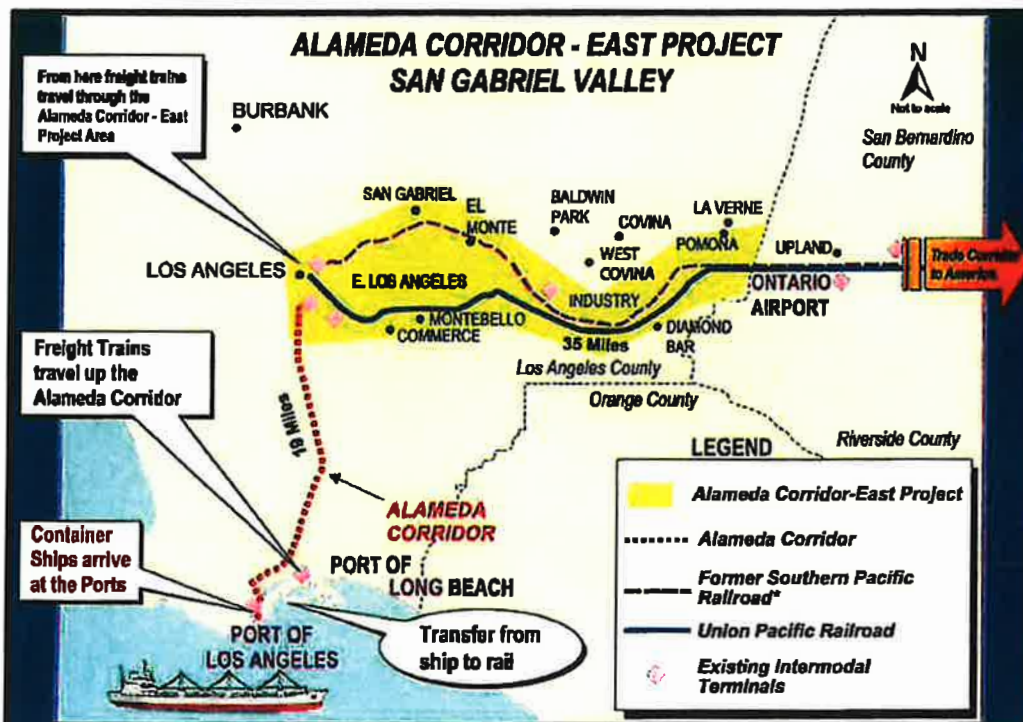 ALAMEDA CORRIDOR - EAST PROJECT
SAN GABRIEL VALLEY
From here freight trains
travel through the
Alameda Corridor - East
Project Area
N
Not to scale
BURBANK
San Bernardino
County
SAN GABRIEL
EL
MONTE
BALDWIN
PARK
COVINA
LA VERNE
WEST
COVINA
POMONA
UPLAND
LOS ANGELES
E. LOS ANGELES
INDUSTRY
ONTARIO
AIRPORT
Trade Corridor
to America
MONTEBELLO
COMMERCE
DIAMOND
BAR
35 Miles
Los Angeles County
Orange County
Riverside County
Freight Trains
travel up the
Alameda Corridor
19 Miles
ALAMEDA
CORRIDOR
Container
Ships arrive
at the Ports
PORT OF
LONG BEACH
PORT OF
LOS ANGELES
Transfer from
ship to rail
LEGEND
Alameda Corridor-East Project
Alameda Corridor
Former Southern Pacific
Railroad*
Union Pacific Railroad
Existing Intermodal
Terminals